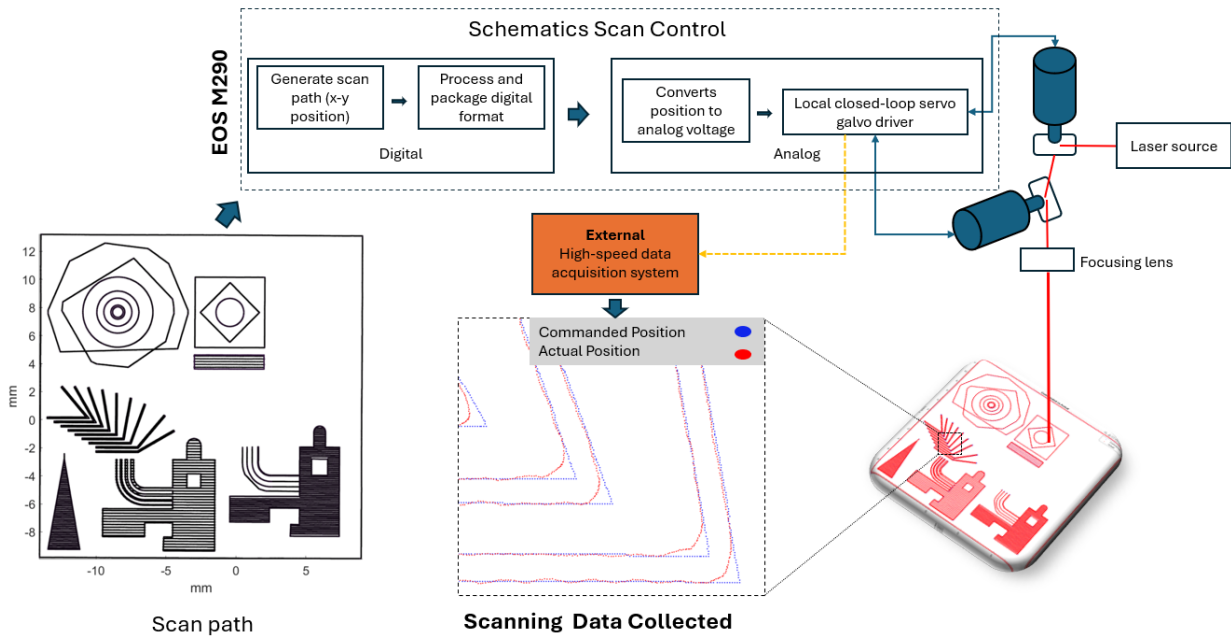 Schematics Scan Control
EOS M290
Generate scan
path (x-y
position)
Process and
package digital
format
Digital
Converts
position to
analog voltage
Local closed-loop servo
galvo driver
Analog
Laser source
Focusing lens
External
High-speed data
acquisition system
Commanded Position
Actual Position
12
10
8
6
4
2
0
-2
-4
-6
-8
mm
-10
-5
0
5
mm
Scan path
Scanning Data Collected